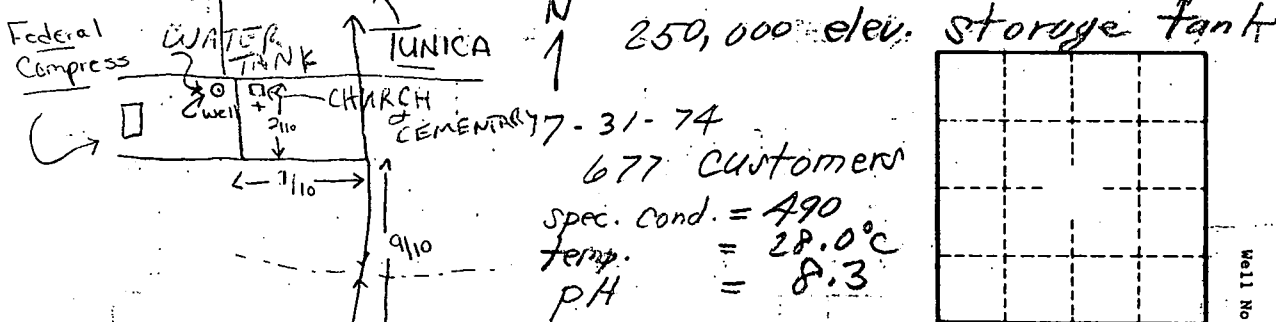 Federal
Compress
WATER
TANK
TUNICA
N
250,000 elev. storage tank
Well
CHURCH
&
CEMENTARY
2/10
7-31-74
677 customers
1/10
spec. cond. = 490
temp. = 28.0°C
pH = 8.3
9/10
Well No